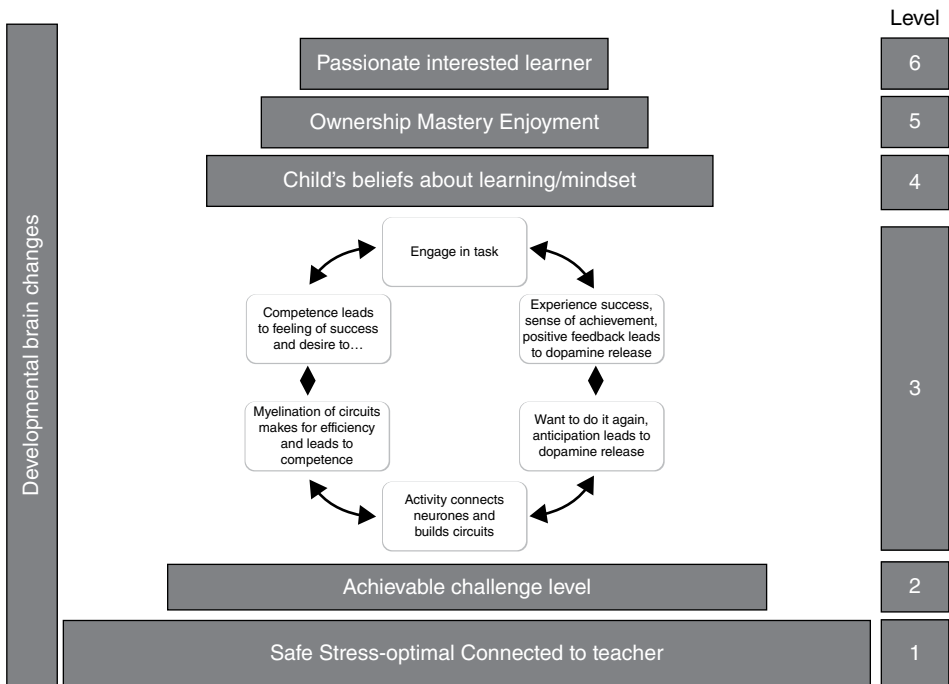 Level
Passionate interested learner
6
Ownership Mastery Enjoyment
5
Child’s beliefs about learning/mindset
4
Developmental brain changes
Engage in task
Competence leads
to feeling of success
and desire to…
Experience success,
sense of achievement,
positive feedback leads
to dopamine release
3
Myelination of circuits
makes for efficiency
and leads to
competence
Want to do it again,
anticipation leads to
dopamine release
Activity connects
neurones and
builds circuits
Achievable challenge level
2
Safe Stress-optimal Connected to teacher
1